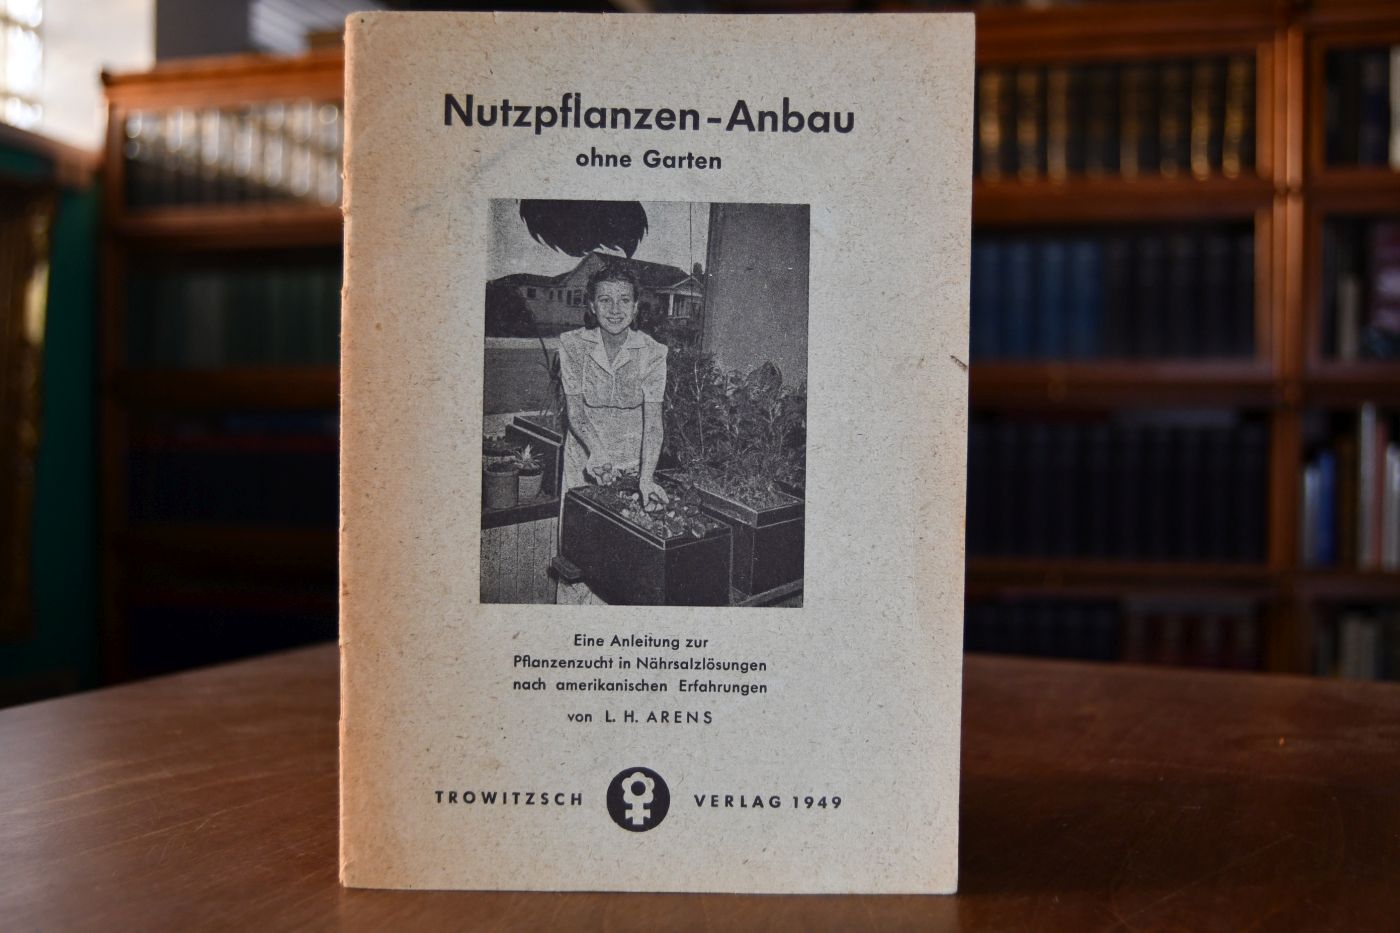 Nutzpflanzen-Anbau
ohne Garten
Eine Anleitung zur
Pflanzenzucht in Nährsalzlösungen
nach amerikanischen Erfahrungen
von L. H. ARENS
TROWITZSCH VERLAG 1949